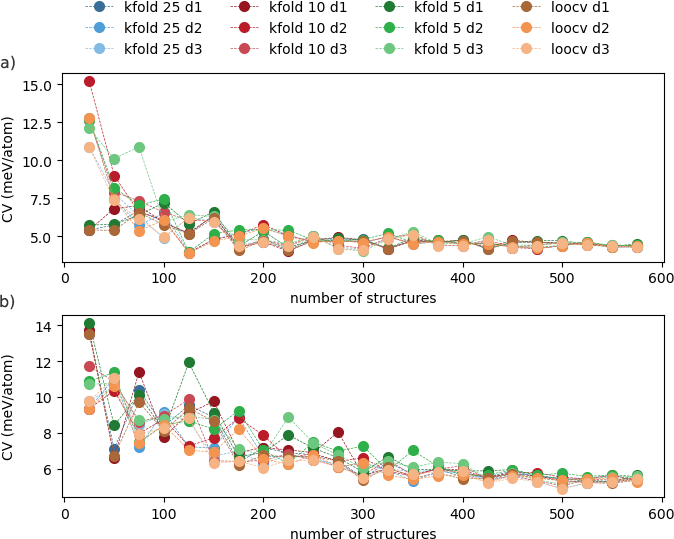 kfold 25 d1 kfold 10 d1 kfold 5 d1 loocv d1
kfold 25 d2 kfold 10 d2 kfold 5 d2 loocv d2
kfold 25 d3 kfold 10 d3 kfold 5 d3 loocv d3
a)
15.0
12.5
10.0
7.5
5.0
CV (meV/atom)
0 100 200 300 400 500 600
number of structures
b)
14
12
10
8
6
CV (meV/atom)
0 100 200 300 400 500 600
number of structures